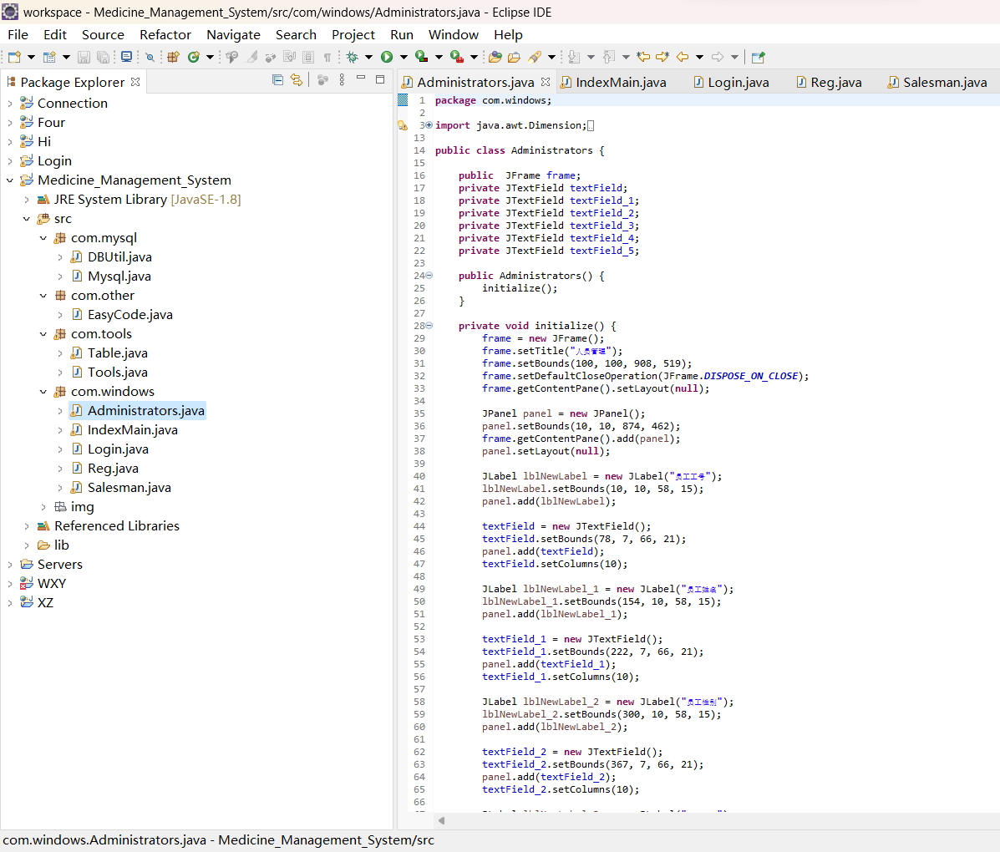 workspace - Medicine_Management_System/src/com/windows/Administrators.java - Eclipse IDE
File Edit Source Refactor Navigate Search Project Run Window Help
Package Explorer
Connection
Four
Hi
Login
Medicine_Management_System
JRE System Library [JavaSE-1.8]
src
com.mysql
DBUtil.java
Mysql.java
com.other
EasyCode.java
com.tools
Table.java
Tools.java
com.windows
Administrators.java
IndexMain.java
Login.java
Reg.java
Salesman.java
img
Referenced Libraries
lib
Servers
WXY
XZ
Administrators.java IndexMain.java Login.java Reg.java Salesman.java
1 package com.windows;
2
3 import java.awt.Dimension;
13
14 public class Administrators {
15
16 public  JFrame frame;
17 private JTextField textField;
18 private JTextField textField_1;
19 private JTextField textField_2;
20 private JTextField textField_3;
21 private JTextField textField_4;
22 private JTextField textField_5;
23
24 public Administrators() {
25 initialize();
26 }
27
28 private void initialize() {
29 frame = new JFrame();
30 frame.setTitle("人员管理");
31 frame.setBounds(100, 100, 908, 519);
32 frame.setDefaultCloseOperation(JFrame.DISPOSE_ON_CLOSE);
33 frame.getContentPane().setLayout(null);
34
35 JPanel panel = new JPanel();
36 panel.setBounds(10, 10, 874, 462);
37 frame.getContentPane().add(panel);
38 panel.setLayout(null);
39
40 JLabel lblNewLabel = new JLabel("员工工号");
41 lblNewLabel.setBounds(10, 10, 58, 15);
42 panel.add(lblNewLabel);
43
44 textField = new JTextField();
45 textField.setBounds(78, 7, 66, 21);
46 panel.add(textField);
47 textField.setColumns(10);
48
49 JLabel lblNewLabel_1 = new JLabel("员工姓名");
50 lblNewLabel_1.setBounds(154, 10, 58, 15);
51 panel.add(lblNewLabel_1);
52
53 textField_1 = new JTextField();
54 textField_1.setBounds(222, 7, 66, 21);
55 panel.add(textField_1);
56 textField_1.setColumns(10);
57
58 JLabel lblNewLabel_2 = new JLabel("员工性别");
59 lblNewLabel_2.setBounds(300, 10, 58, 15);
60 panel.add(lblNewLabel_2);
61
62 textField_2 = new JTextField();
63 textField_2.setBounds(367, 7, 66, 21);
64 panel.add(textField_2);
65 textField_2.setColumns(10);
66
com.windows.Administrators.java - Medicine_Management_System/src